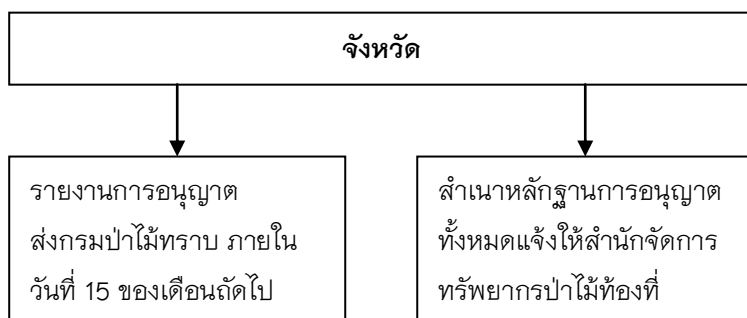 จังหวัด
รายงานการอนุญาต
ส่งกรมป่าไม้ทราบ ภายใน
วันที่ 15 ของเดือนถัดไป
สำเนาหลักฐานการอนุญาต
ทั้งหมดแจ้งให้สำนักจัดการ
ทรัพยากรป่าไม้ท้องที่